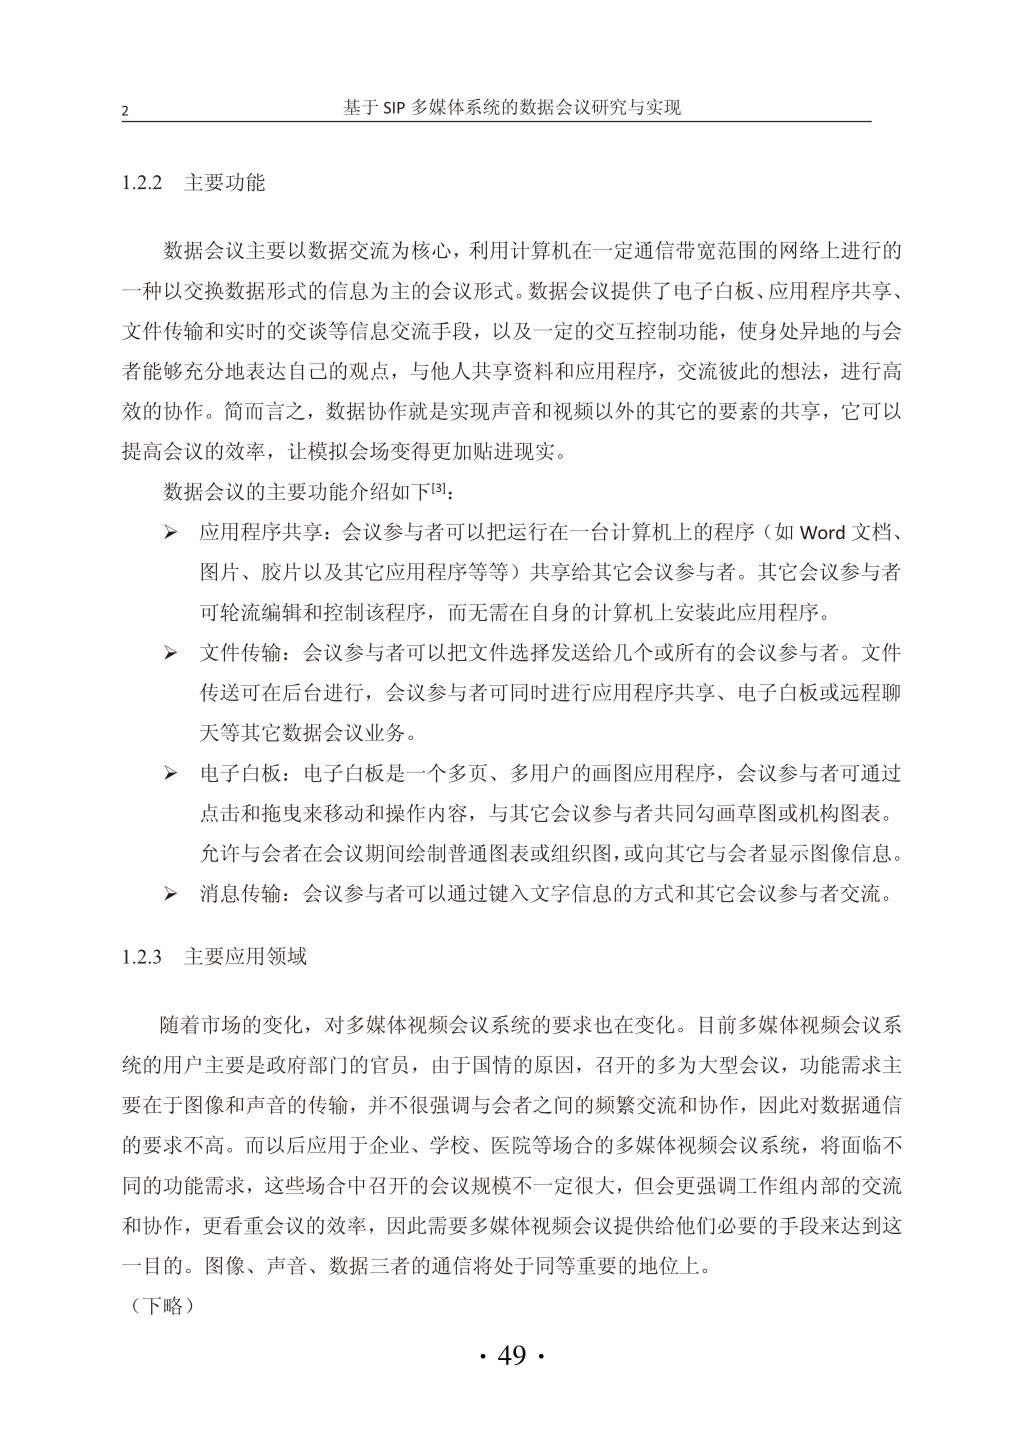 2 基于 SIP 多媒体系统的数据会议研究与实现
1.2.2 主要功能
数据会议主要以数据交流为核心，利用计算机在一定通信带宽范围的网络上进行的
一种以交换数据形式的信息为主的会议形式。数据会议提供了电子白板、应用程序共享、
文件传输和实时的交谈等信息交流手段，以及一定的交互控制功能，使身处异地的与会
者能够充分地表达自己的观点，与他人共享资料和应用程序，交流彼此的想法，进行高
效的协作。简而言之，数据协作就是实现声音和视频以外的其它的要素的共享，它可以
提高会议的效率，让模拟会场变得更加贴进现实。
数据会议的主要功能介绍如下[3]：
➢ 应用程序共享：会议参与者可以把运行在一台计算机上的程序（如 Word 文档、
图片、胶片以及其它应用程序等等）共享给其它会议参与者。其它会议参与者
可轮流编辑和控制该程序，而无需在自身的计算机上安装此应用程序。
➢ 文件传输：会议参与者可以把文件选择发送给几个或所有的会议参与者。文件
传送可在后台进行，会议参与者可同时进行应用程序共享、电子白板或远程聊
天等其它数据会议业务。
➢ 电子白板：电子白板是一个多页、多用户的画图应用程序，会议参与者可通过
点击和拖曳来移动和操作内容，与其它会议参与者共同勾画草图或机构图表。
允许与会者在会议期间绘制普通图表或组织图，或向其它与会者显示图像信息。
➢ 消息传输：会议参与者可以通过键入文字信息的方式和其它会议参与者交流。
1.2.3 主要应用领域
随着市场的变化，对多媒体视频会议系统的要求也在变化。目前多媒体视频会议系
统的用户主要是政府部门的官员，由于国情的原因，召开的多为大型会议，功能需求主
要在于图像和声音的传输，并不很强调与会者之间的频繁交流和协作，因此对数据通信
的要求不高。而以后应用于企业、学校、医院等场合的多媒体视频会议系统，将面临不
同的功能需求，这些场合中召开的会议规模不一定很大，但会更强调工作组内部的交流
和协作，更看重会议的效率，因此需要多媒体视频会议提供给他们必要的手段来达到这
一目的。图像、声音、数据三者的通信将处于同等重要的地位上。
（下略）
· 49 ·